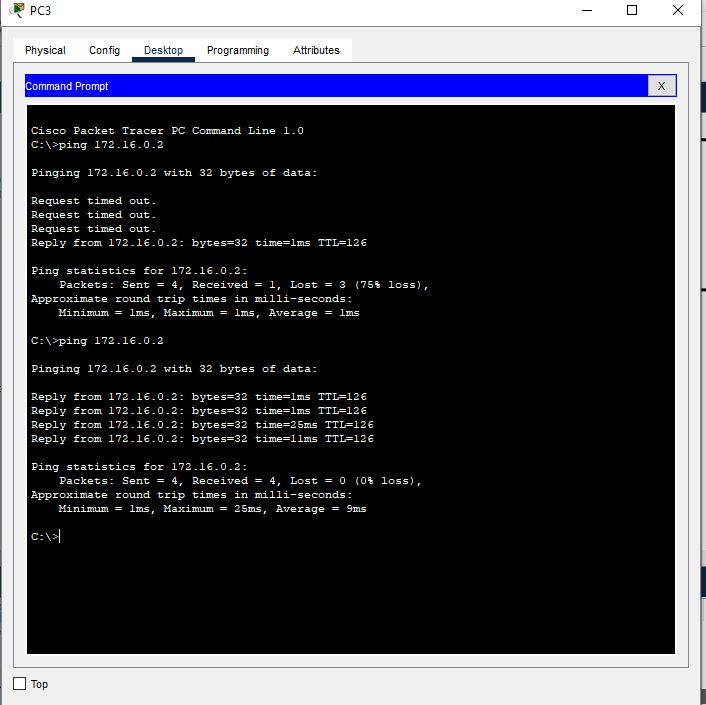 PC3
Physical Config Desktop Programming Attributes
Command Prompt X
Cisco Packet Tracer PC Command Line 1.0
C:\>ping 172.16.0.2
Pinging 172.16.0.2 with 32 bytes of data:
Request timed out.
Request timed out.
Request timed out.
Reply from 172.16.0.2: bytes=32 time=1ms TTL=126
Ping statistics for 172.16.0.2:
Packets: Sent = 4, Received = 1, Lost = 3 (75% loss),
Approximate round trip times in milli-seconds:
Minimum = 1ms, Maximum = 1ms, Average = 1ms
C:\>ping 172.16.0.2
Pinging 172.16.0.2 with 32 bytes of data:
Reply from 172.16.0.2: bytes=32 time=1ms TTL=126
Reply from 172.16.0.2: bytes=32 time=1ms TTL=126
Reply from 172.16.0.2: bytes=32 time=25ms TTL=126
Reply from 172.16.0.2: bytes=32 time=11ms TTL=126
Ping statistics for 172.16.0.2:
Packets: Sent = 4, Received = 4, Lost = 0 (0% loss),
Approximate round trip times in milli-seconds:
Minimum = 1ms, Maximum = 25ms, Average = 9ms
C:\>
Top